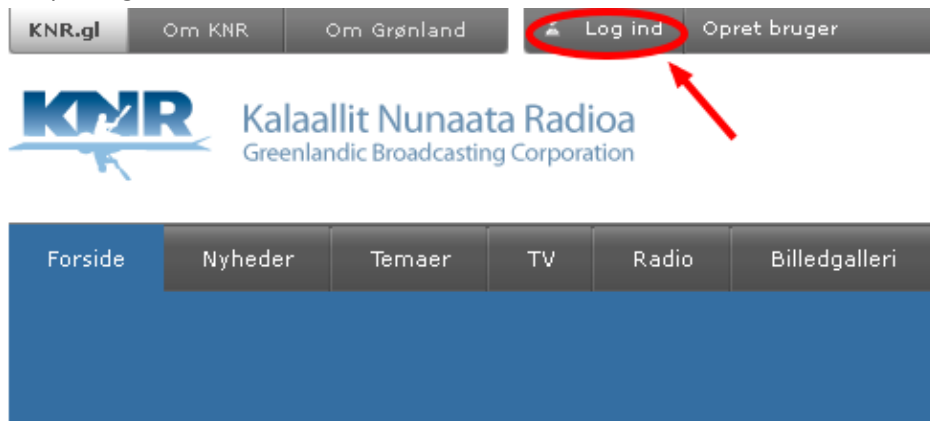 KNR.gl Om KNR Om Grønland Log ind Opret bruger
KNR
Kalaallit Nunaata Radioa
Greenlandic Broadcasting Corporation
Forside Nyheder Temaer TV Radio Billedgalleri